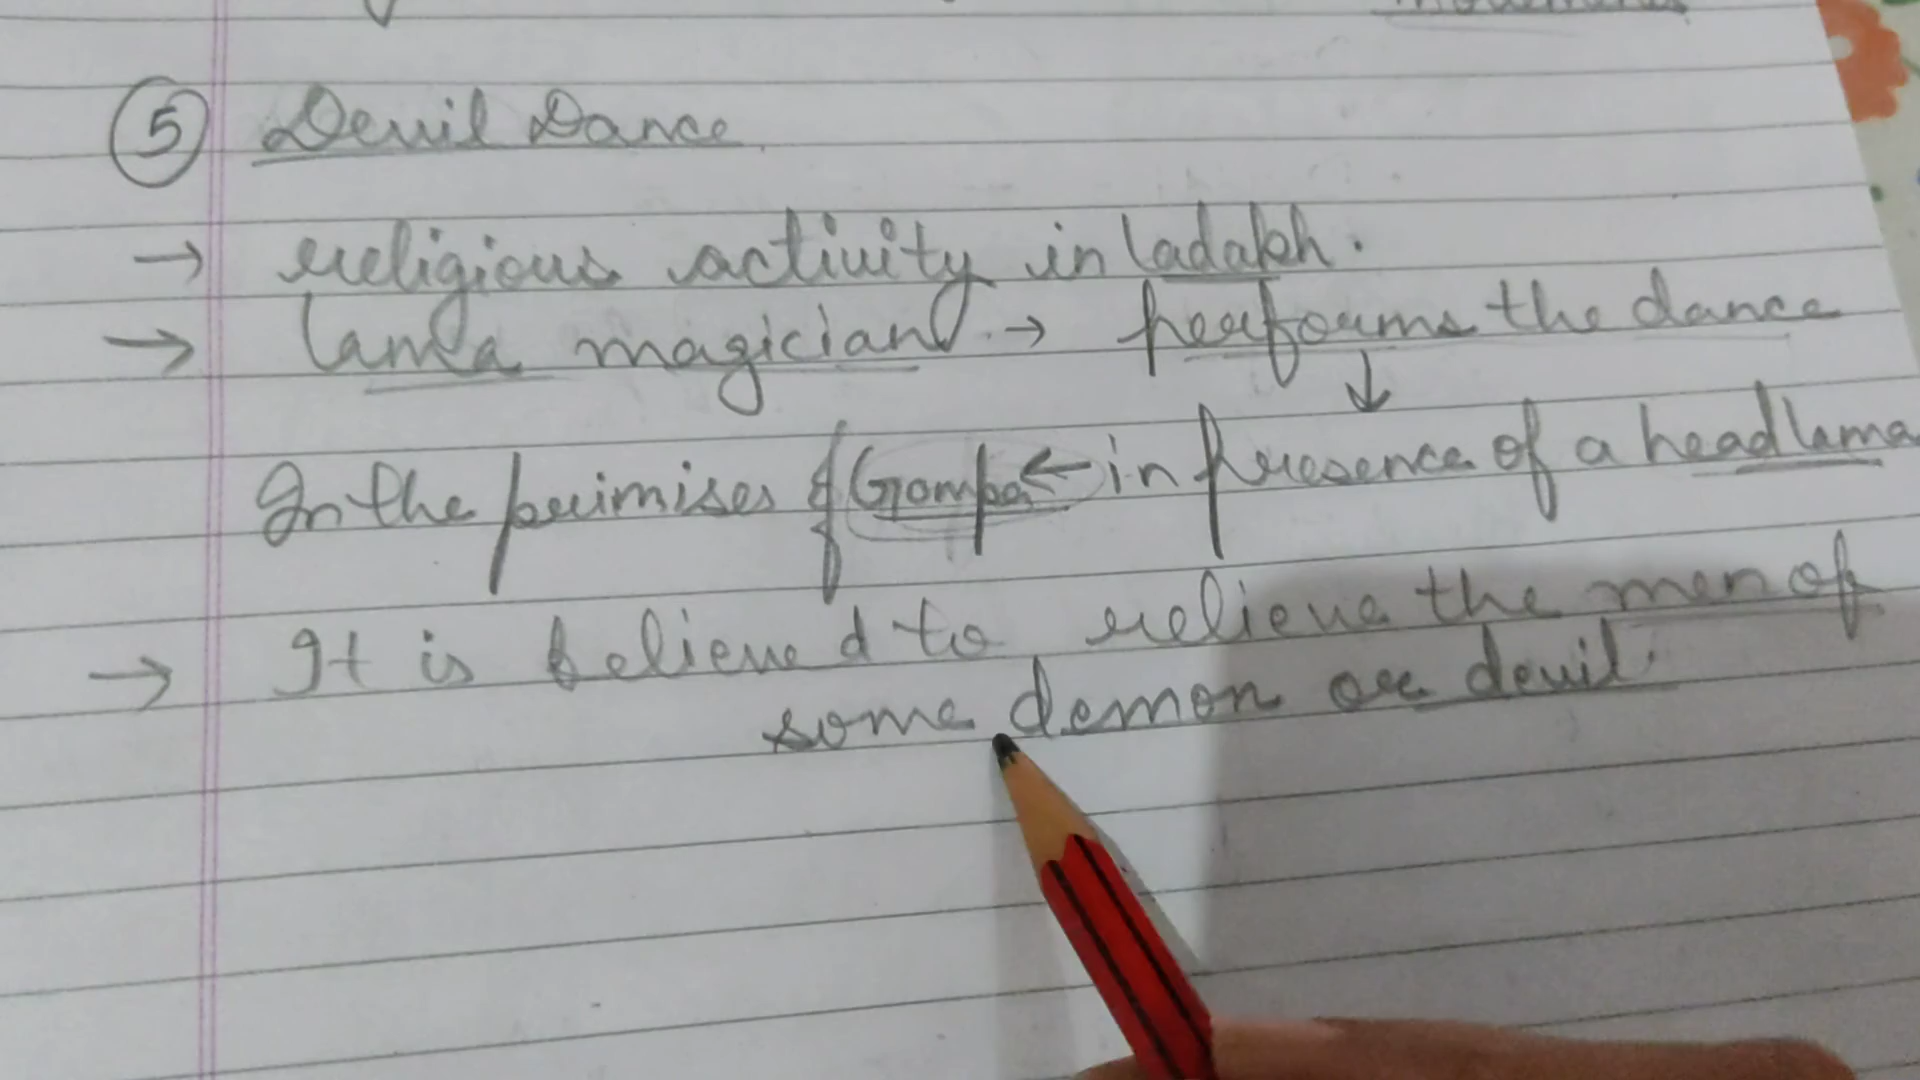 ⑤ Devil Dance
→ religious activity in ladakh.
→ lama magician → performs the dance
↓
In the primises of Gompa ← in presence of a head lama
→ It is believed to relieve the men of
some demon or devil.